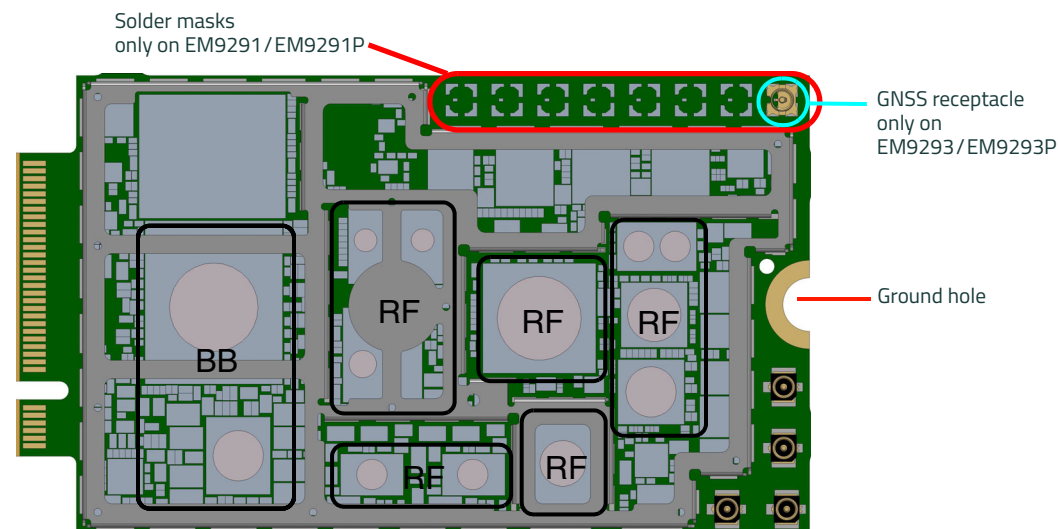 Solder masks
only on EM9291/EM9291P
GNSS receptacle
only on
EM9293/EM9293P
Ground hole
RF
RF
RF
BB
RF
RF